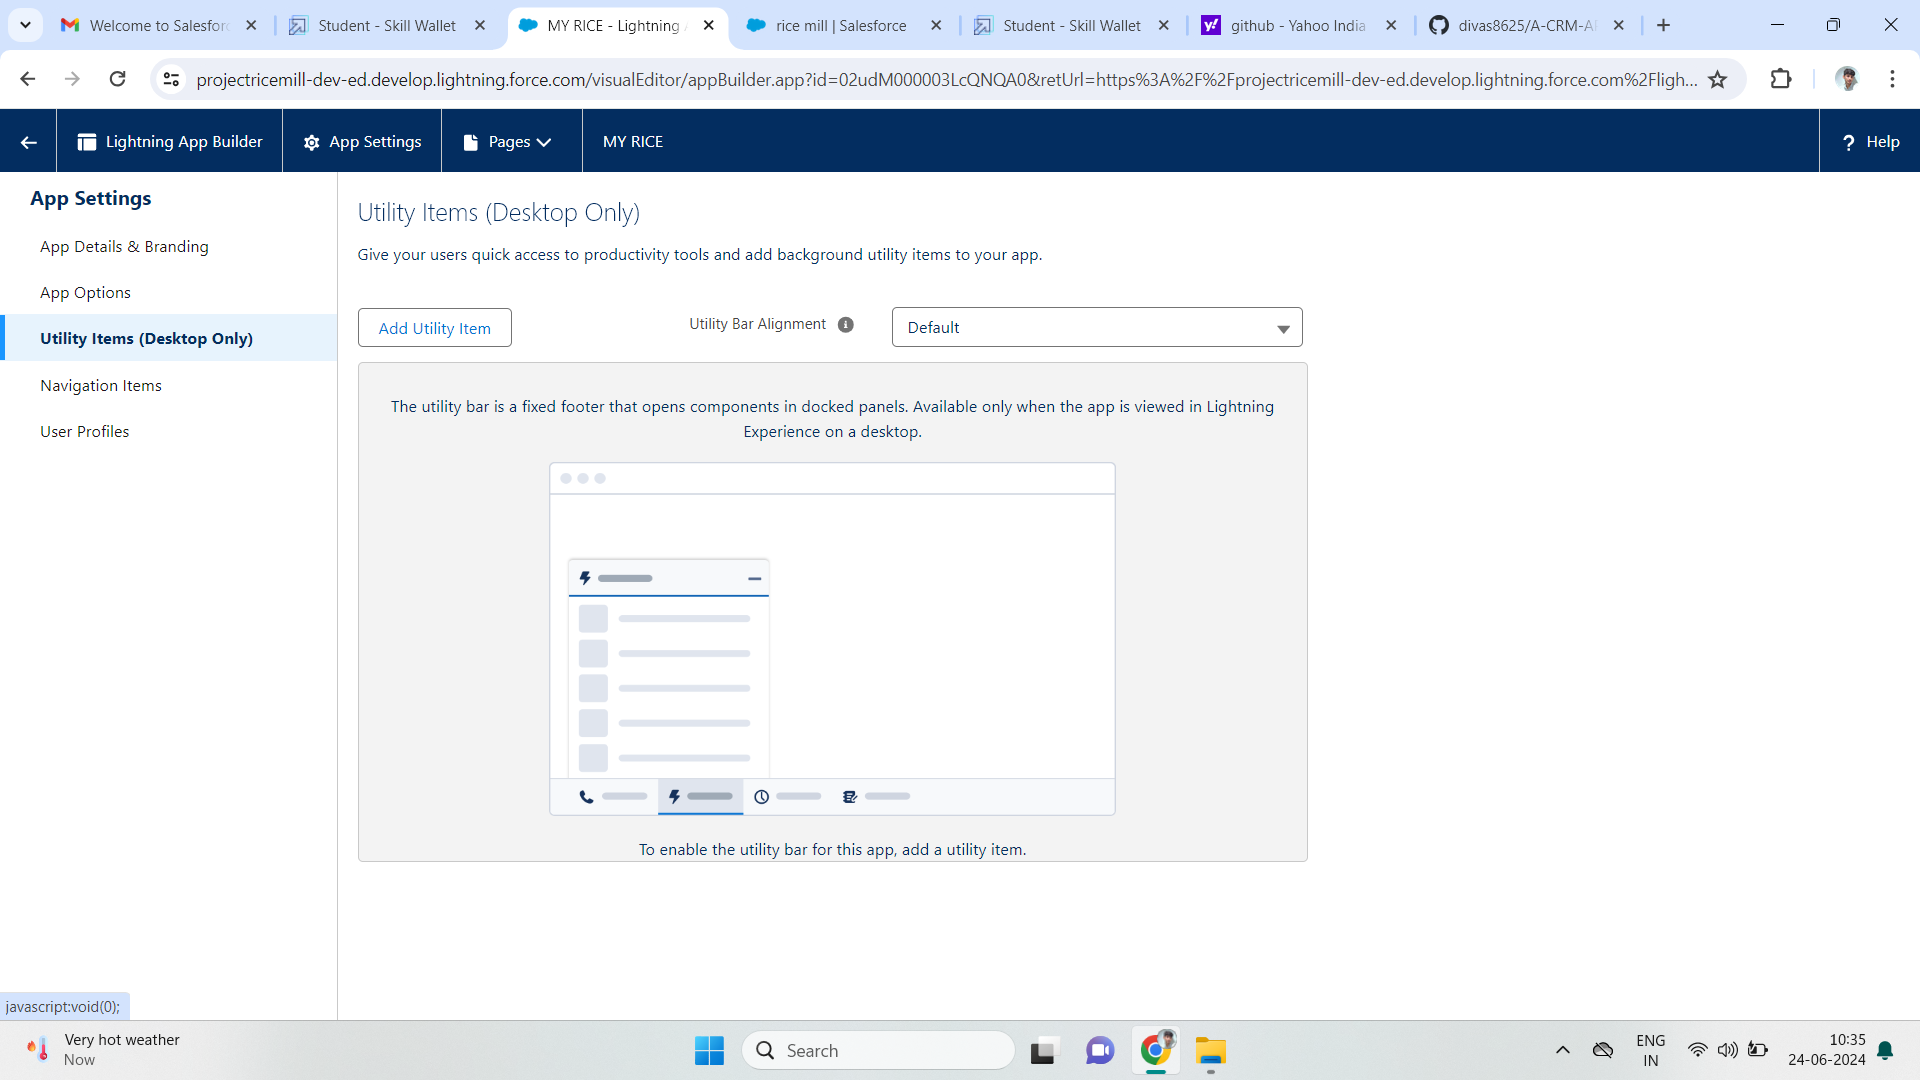 Welcome to Salesforc
Student - Skill Wallet
MY RICE - Lightning A
rice mill | Salesforce
Student - Skill Wallet
github - Yahoo India
divas8625/A-CRM-A
projectricemill-dev-ed.develop.lightning.force.com/visualEditor/appBuilder.app?id=02udM000003LcQNQA0&retUrl=https%3A%2F%2Fprojectricemill-dev-ed.develop.lightning.force.com%2Fligh...
Lightning App Builder
App Settings
Pages
MY RICE
? Help
App Settings
App Details & Branding
App Options
Utility Items (Desktop Only)
Navigation Items
User Profiles
Utility Items (Desktop Only)
Give your users quick access to productivity tools and add background utility items to your app.
Add Utility Item
Utility Bar Alignment
Default
The utility bar is a fixed footer that opens components in docked panels. Available only when the app is viewed in Lightning
Experience on a desktop.
To enable the utility bar for this app, add a utility item.
javascript:void(0);
Very hot weather
Now
Search
ENG
IN
10:35
24-06-2024